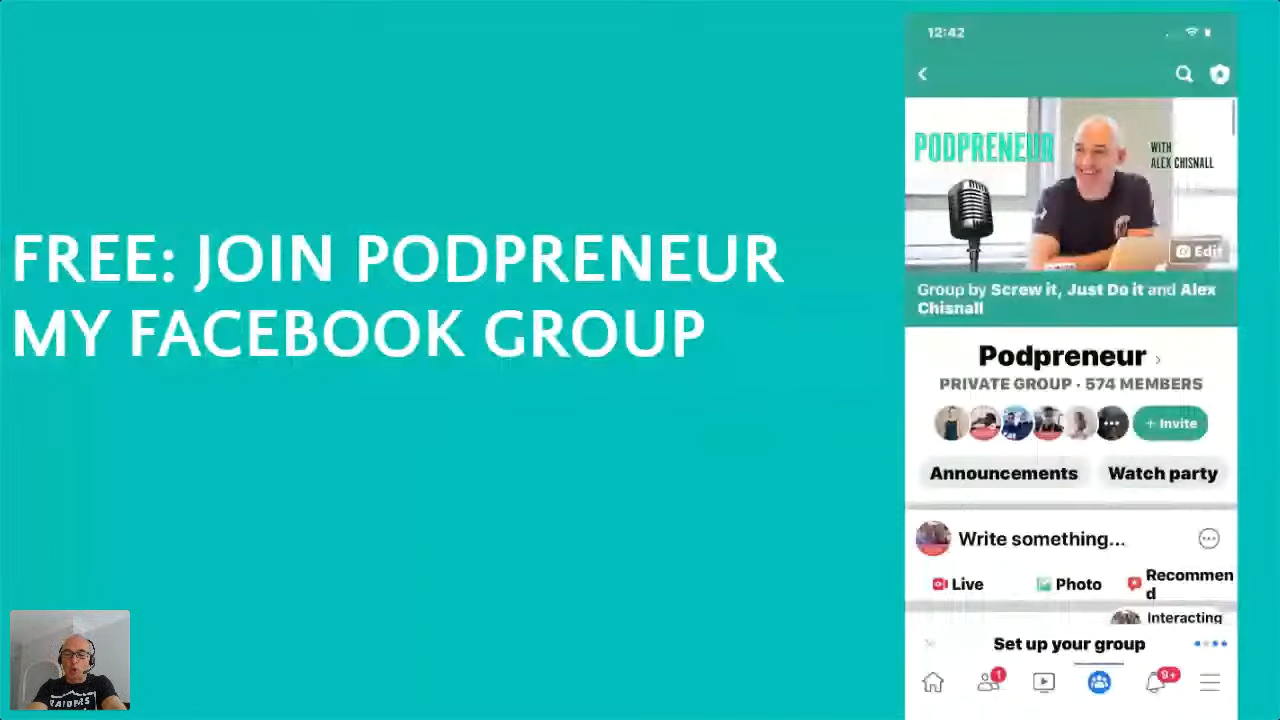 FREE: JOIN PODPRENEUR
MY FACEBOOK GROUP
12:42
PODPRENEUR
WITH
ALEX CHISNALL
Edit
Group by Screw it, Just Do it and Alex
Chisnall
Podpreneur
PRIVATE GROUP · 574 MEMBERS
+ Invite
Announcements
Watch party
Write something...
Live
Photo
Recommen
d
Interacting
Set up your group
1
9+